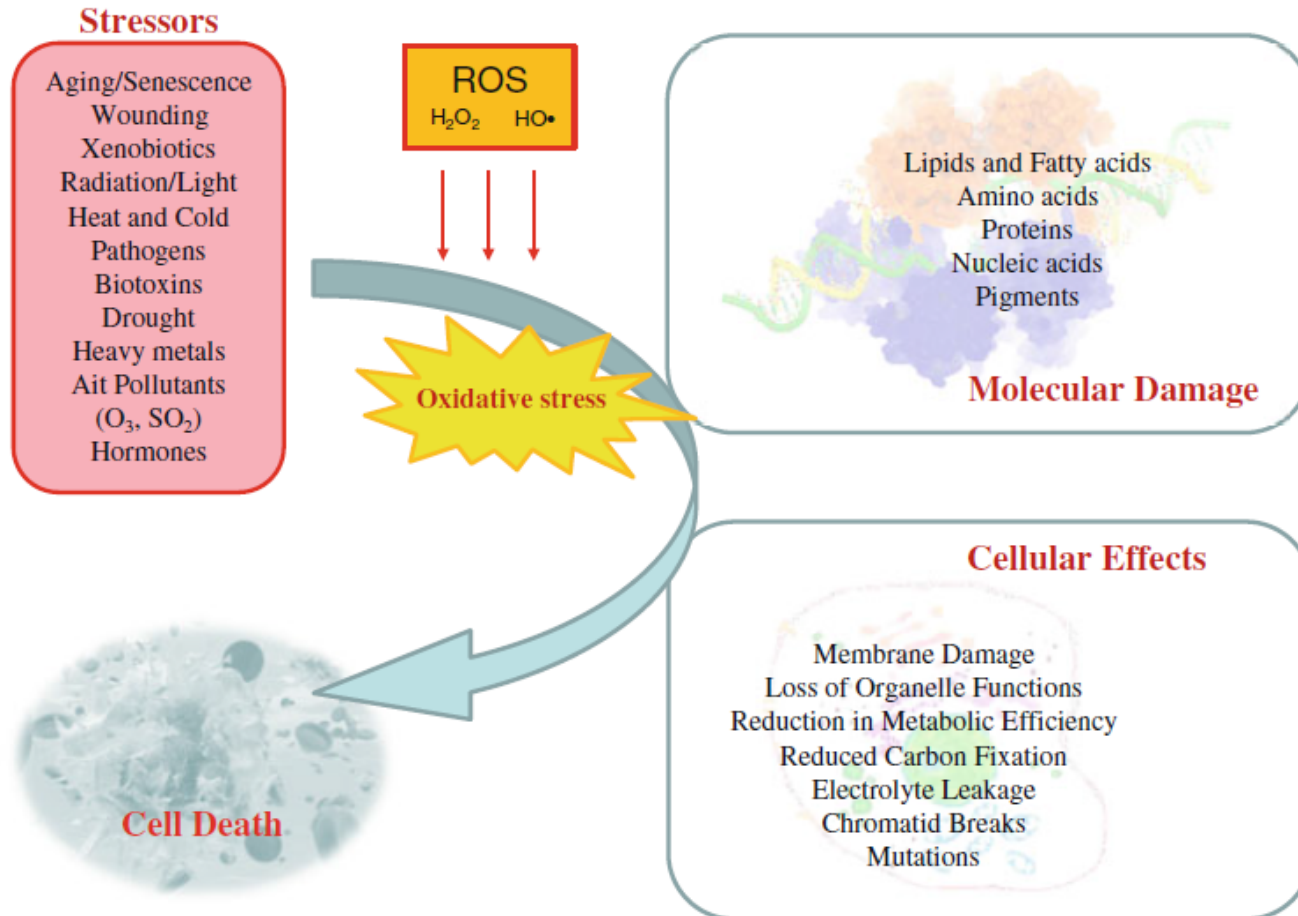 Stressors
Aging/Senescence
Wounding
Xenobiotics
Radiation/Light
Heat and Cold
Pathogens
Biotoxins
Drought
Heavy metals
Ait Pollutants
(O₃, SO₂)
Hormones
ROS
H₂O₂ HO•
Oxidative stress
Lipids and Fatty acids
Amino acids
Proteins
Nucleic acids
Pigments
Molecular Damage
Cellular Effects
Membrane Damage
Loss of Organelle Functions
Reduction in Metabolic Efficiency
Reduced Carbon Fixation
Electrolyte Leakage
Chromatid Breaks
Mutations
Cell Death